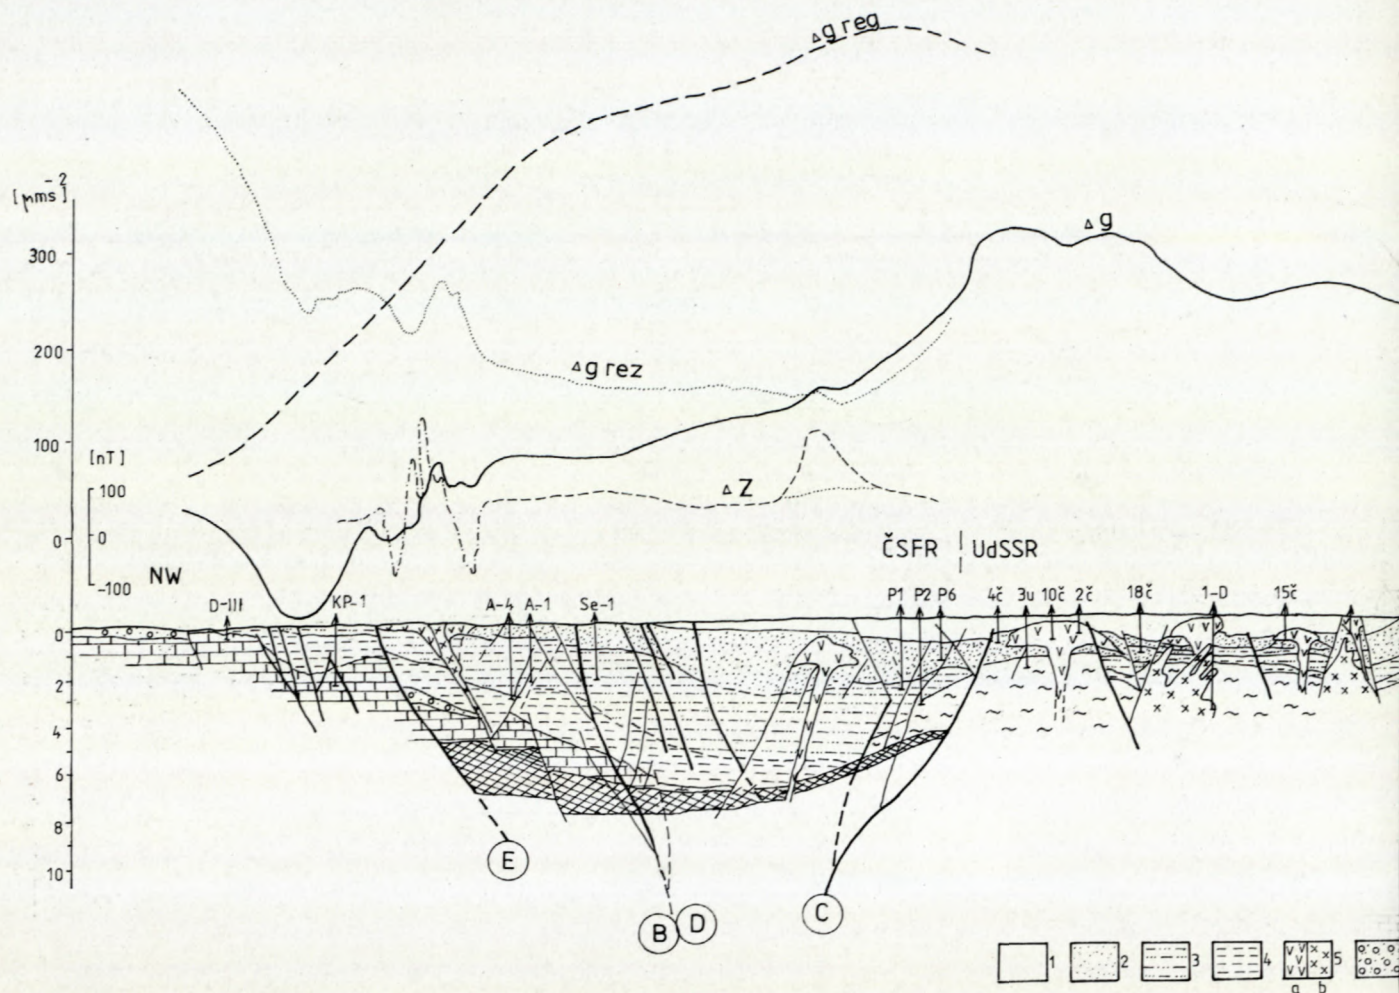 Δg reg
[μms⁻²]
Δg
300
200
Δg rez
100
[nT]
100
ΔZ
0
0
ČSFR | UdSSR
-100
NW
D-III
KP-1
A-4
A-1
Se-1
P1
P2
P6
4č
3u
10č
2č
18č
1-D
15č
0
2
4
6
8
10
E
B
D
C
1
2
3
4
5
a
b